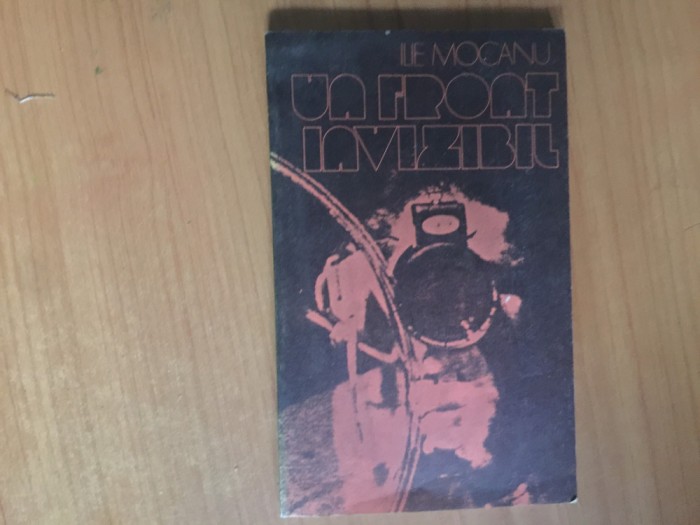 ILIE MOCANU
UN FRONT
INVIZIBIL